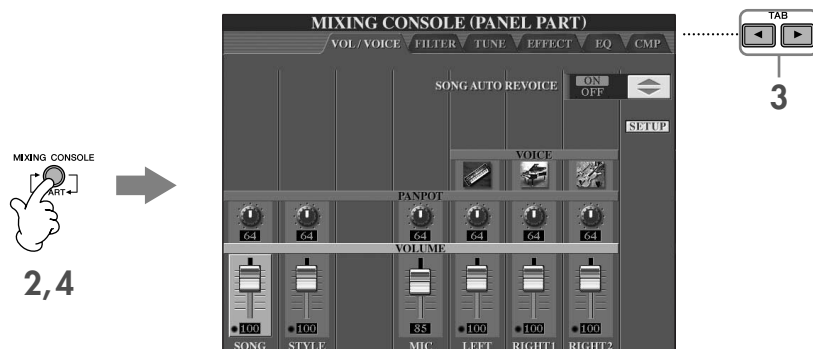 MIXING CONSOLE (PANEL PART)
VOL / VOICE FILTER TUNE EFFECT EQ CMP
TAB
3
SONG AUTO REVOICE ON
OFF
SETUP
VOICE
MIXING CONSOLE
PANPOT
64 64 64 64 64 64
VOLUME
2,4
100 100 85 100 100 100
SONG STYLE MIC LEFT RIGHT1 RIGHT2